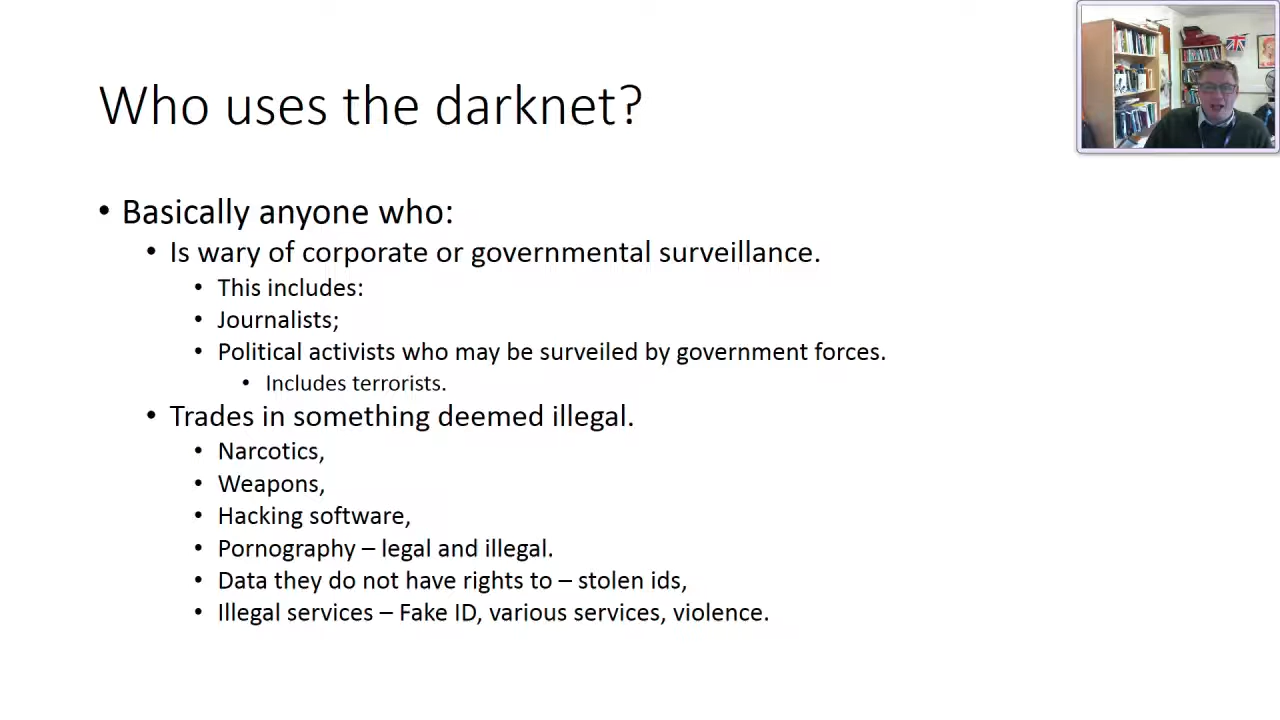 Who uses the darknet?
• Basically anyone who:
• Is wary of corporate or governmental surveillance.
• This includes:
• Journalists;
• Political activists who may be surveiled by government forces.
• Includes terrorists.
• Trades in something deemed illegal.
• Narcotics,
• Weapons,
• Hacking software,
• Pornography – legal and illegal.
• Data they do not have rights to – stolen ids,
• Illegal services – Fake ID, various services, violence.